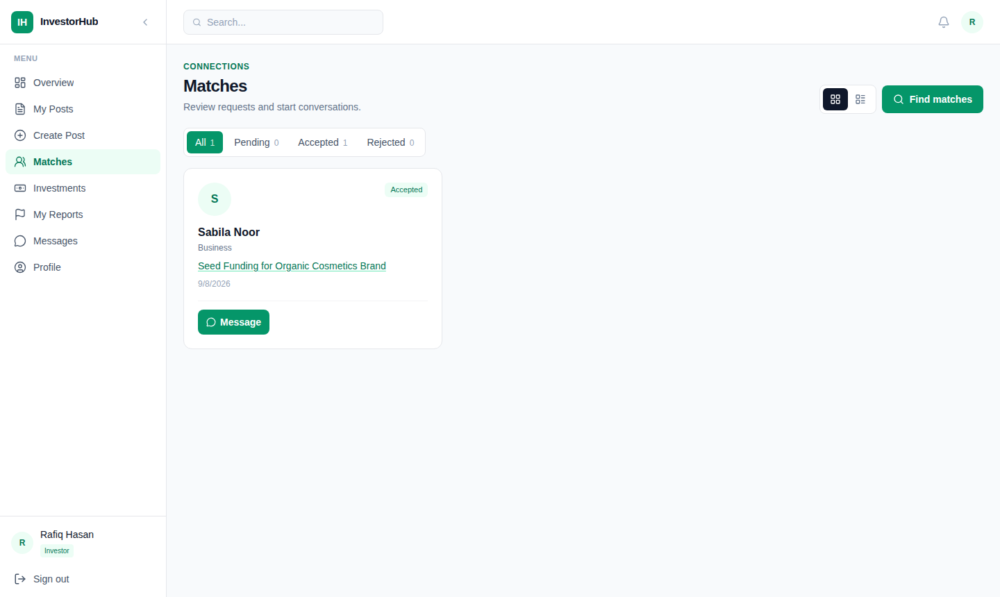 IH
InvestorHub
MENU
Overview
My Posts
Create Post
Matches
Investments
My Reports
Messages
Profile
R
Rafiq Hasan
Investor
Sign out
Search...
R
CONNECTIONS
Matches
Review requests and start conversations.
Find matches
All 1
Pending 0
Accepted 1
Rejected 0
S
Accepted
Sabila Noor
Business
Seed Funding for Organic Cosmetics Brand
9/8/2026
Message